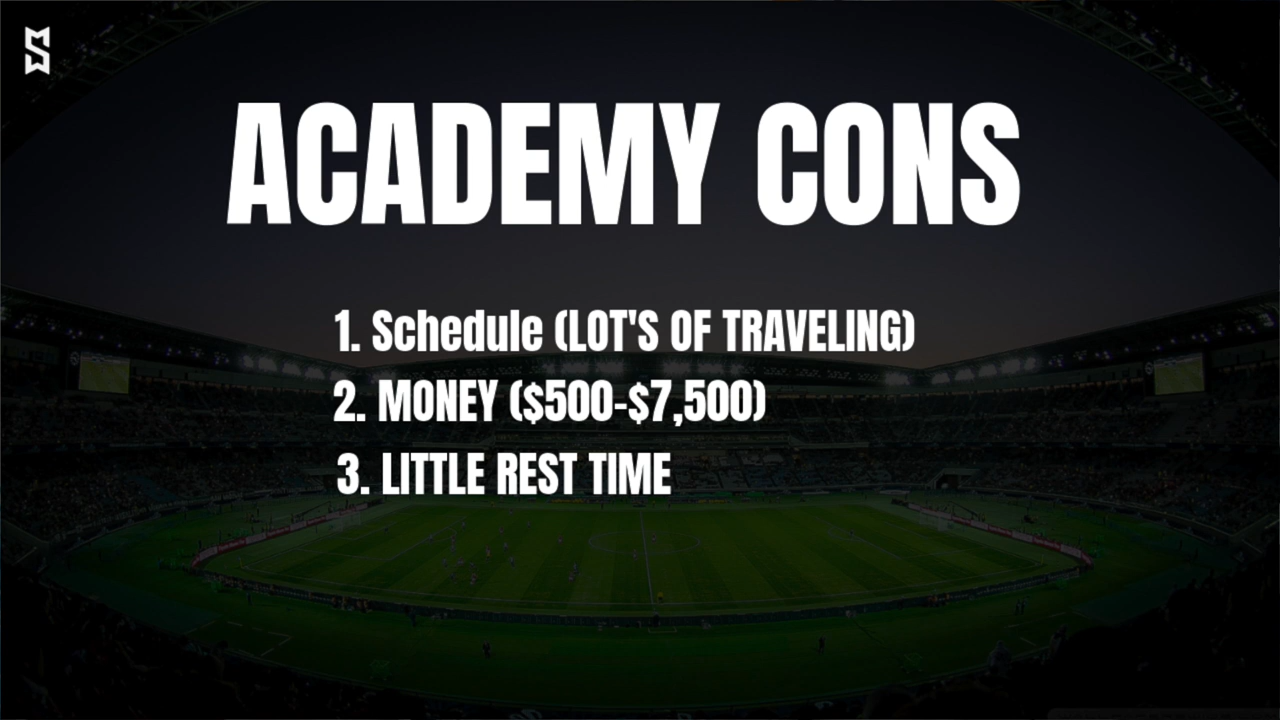 ACADEMY CONS
1. Schedule (LOT'S OF TRAVELING)
2. MONEY ($500-$7,500)
3. LITTLE REST TIME